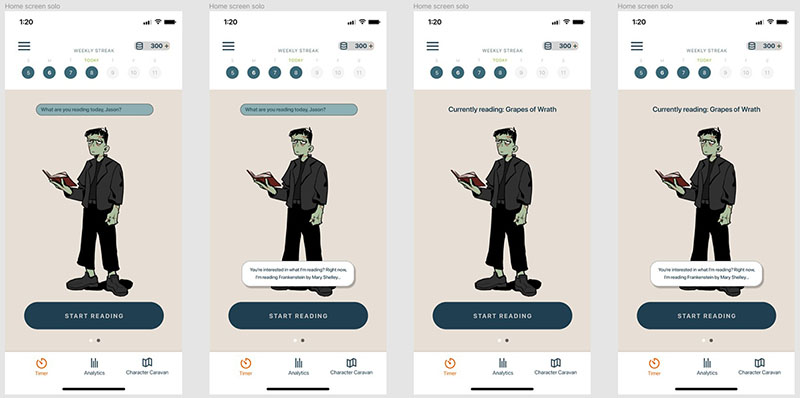 Home screen solo
1:20
WEEKLY STREAK
300 +
S M T TODAY T F S
5 6 7 8 9 10 11
What are you reading today, Jason?
START READING
Timer Analytics Character Caravan
Home screen solo
1:20
WEEKLY STREAK
300 +
S M T TODAY T F S
5 6 7 8 9 10 11
What are you reading today, Jason?
You're interested in what I'm reading? Right now,
I'm reading Frankenstein by Mary Shelley...
START READING
Timer Analytics Character Caravan
Home screen solo
1:20
WEEKLY STREAK
300 +
S M T TODAY T F S
5 6 7 8 9 10 11
Currently reading: Grapes of Wrath
START READING
Timer Analytics Character Caravan
Home screen solo
1:20
WEEKLY STREAK
300 +
S M T TODAY T F S
5 6 7 8 9 10 11
Currently reading: Grapes of Wrath
You're interested in what I'm reading? Right now,
I'm reading Frankenstein by Mary Shelley...
START READING
Timer Analytics Character Caravan